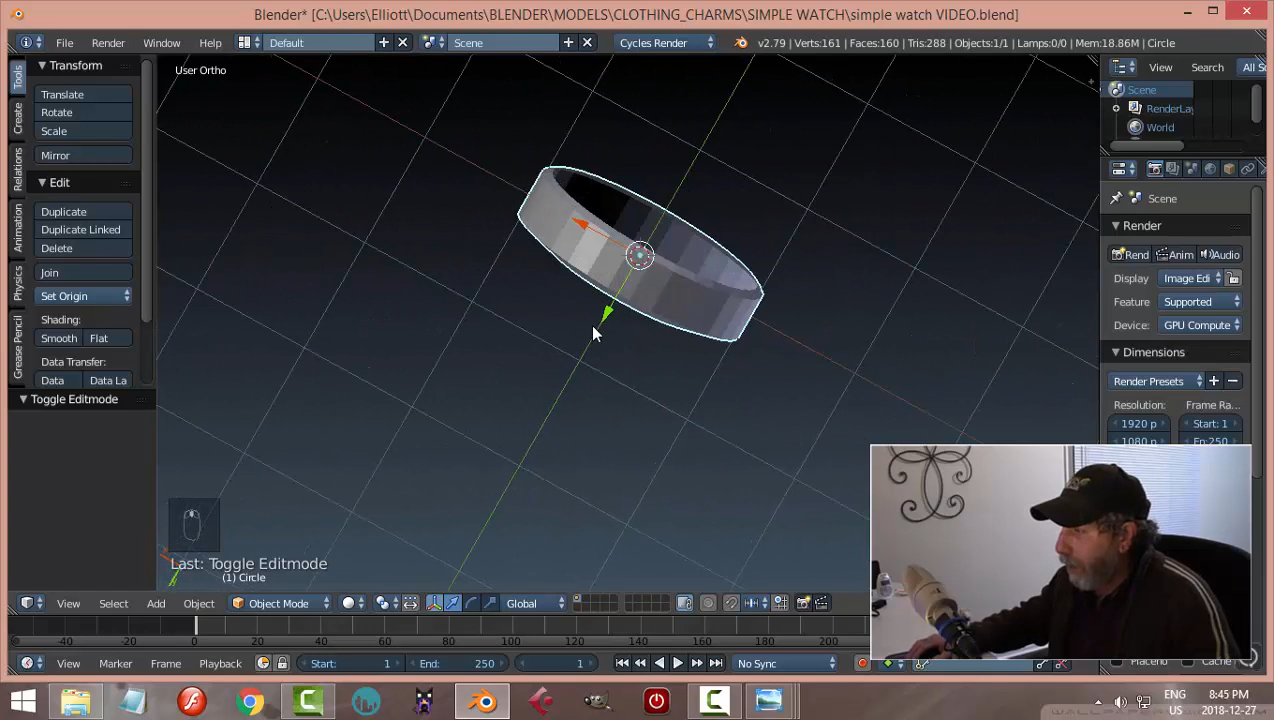 Blender* [C:\Users\Elliott\Documents\BLENDER\MODELS\CLOTHING_CHARMS\SIMPLE WATCH\simple watch VIDEO.blend]
File Render Window Help Default Scene Cycles Render v2.79 | Verts:161 | Faces:160 | Tris:288 | Objects:1/1 | Lamps:0/0 | Mem:18.86M | Circle
Tools
Create
Relations
Animation
Physics
Grease Pencil
Transform
Translate
Rotate
Scale
Mirror
Edit
Duplicate
Duplicate Linked
Delete
Join
Set Origin
Shading:
Smooth Flat
Data Transfer:
Data Data La
Toggle Editmode
User Ortho
Last: Toggle Editmode
(1) Circle
View Search All Sc
Scene
RenderLay
World
Scene
Render
Rend Anim Audio
Display Image Edi
Feature Supported
Device: GPU Compute
Dimensions
Render Presets
Resolution: Frame Ra...
1920 p Start: 1
1080 p En:250
View Select Add Object Object Mode Global
-40 -20 0 20 40 60 80 100 120 140 160 180 200
View Marker Frame Playback Start: 1 End: 250 1 No Sync
Cache
ENG
US
8:45 PM
2018-12-27